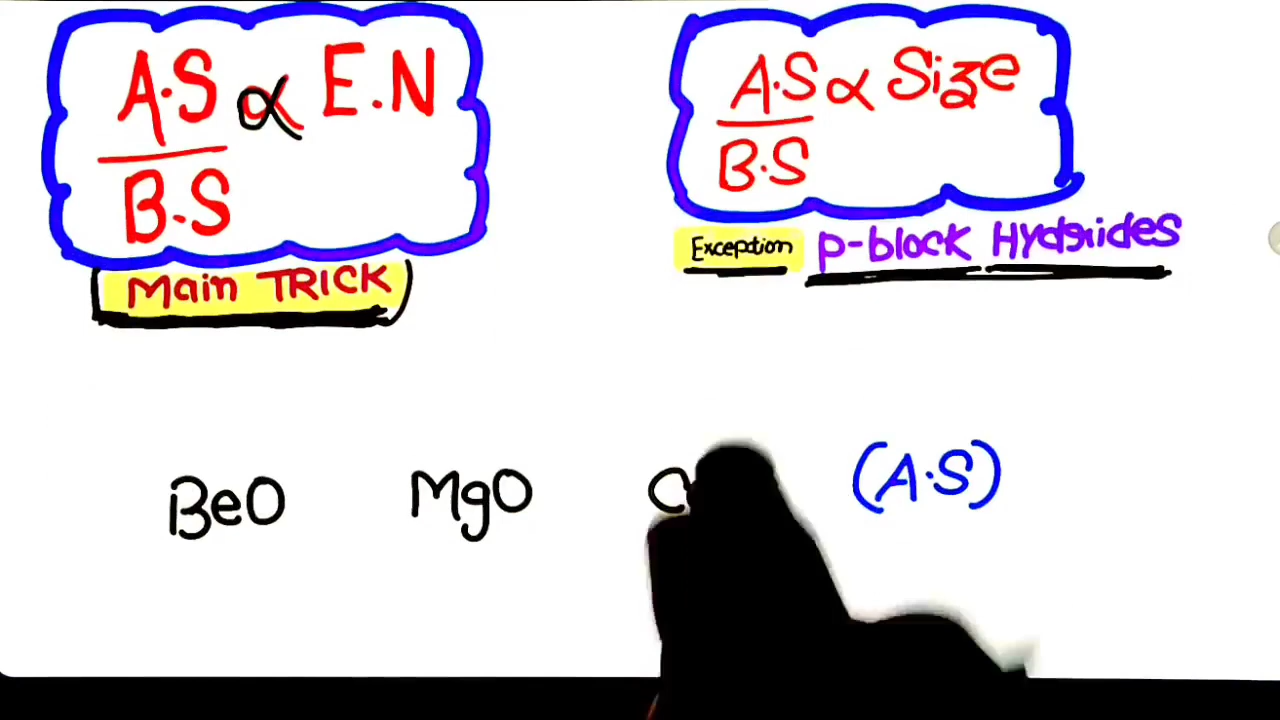 A.S ∝ E.N
B.S
Main TRICK
A.S ∝ Size
B.S
Exception p-block Hydrides
BeO MgO (A.S)